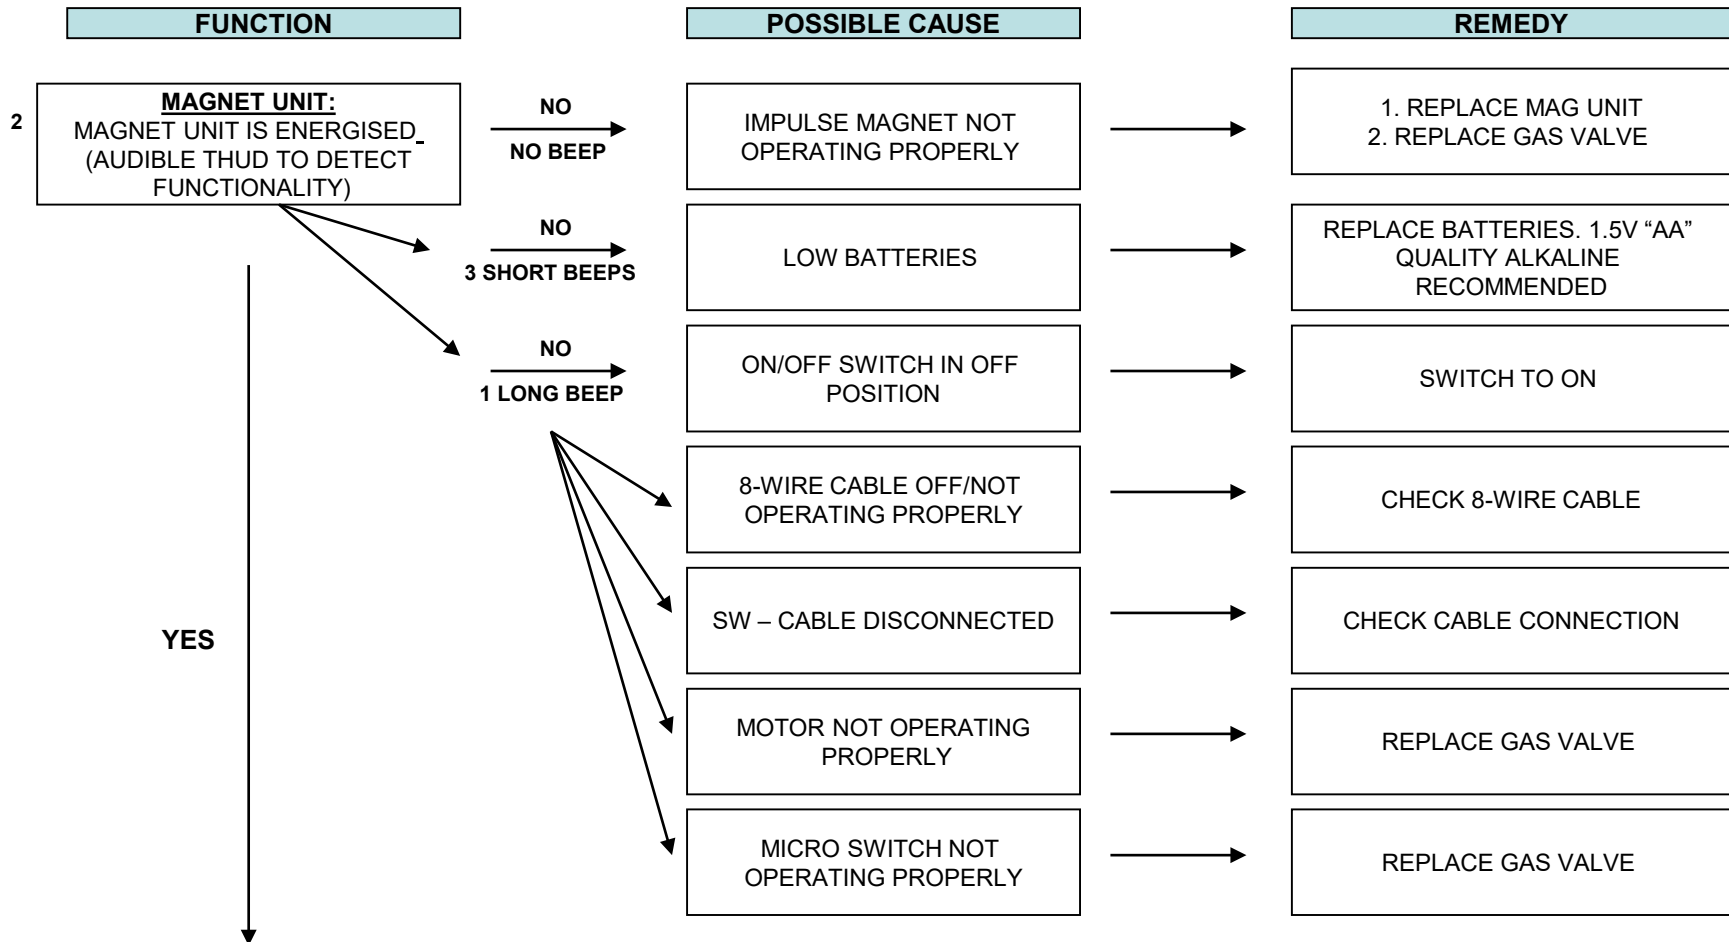 FUNCTION
POSSIBLE CAUSE
REMEDY
2
MAGNET UNIT:
MAGNET UNIT IS ENERGISED
(AUDIBLE THUD TO DETECT
FUNCTIONALITY)
NO
NO BEEP
IMPULSE MAGNET NOT
OPERATING PROPERLY
1. REPLACE MAG UNIT
2. REPLACE GAS VALVE
NO
3 SHORT BEEPS
LOW BATTERIES
REPLACE BATTERIES. 1.5V “AA”
QUALITY ALKALINE
RECOMMENDED
NO
1 LONG BEEP
ON/OFF SWITCH IN OFF
POSITION
SWITCH TO ON
8-WIRE CABLE OFF/NOT
OPERATING PROPERLY
CHECK 8-WIRE CABLE
YES
SW – CABLE DISCONNECTED
CHECK CABLE CONNECTION
MOTOR NOT OPERATING
PROPERLY
REPLACE GAS VALVE
MICRO SWITCH NOT
OPERATING PROPERLY
REPLACE GAS VALVE